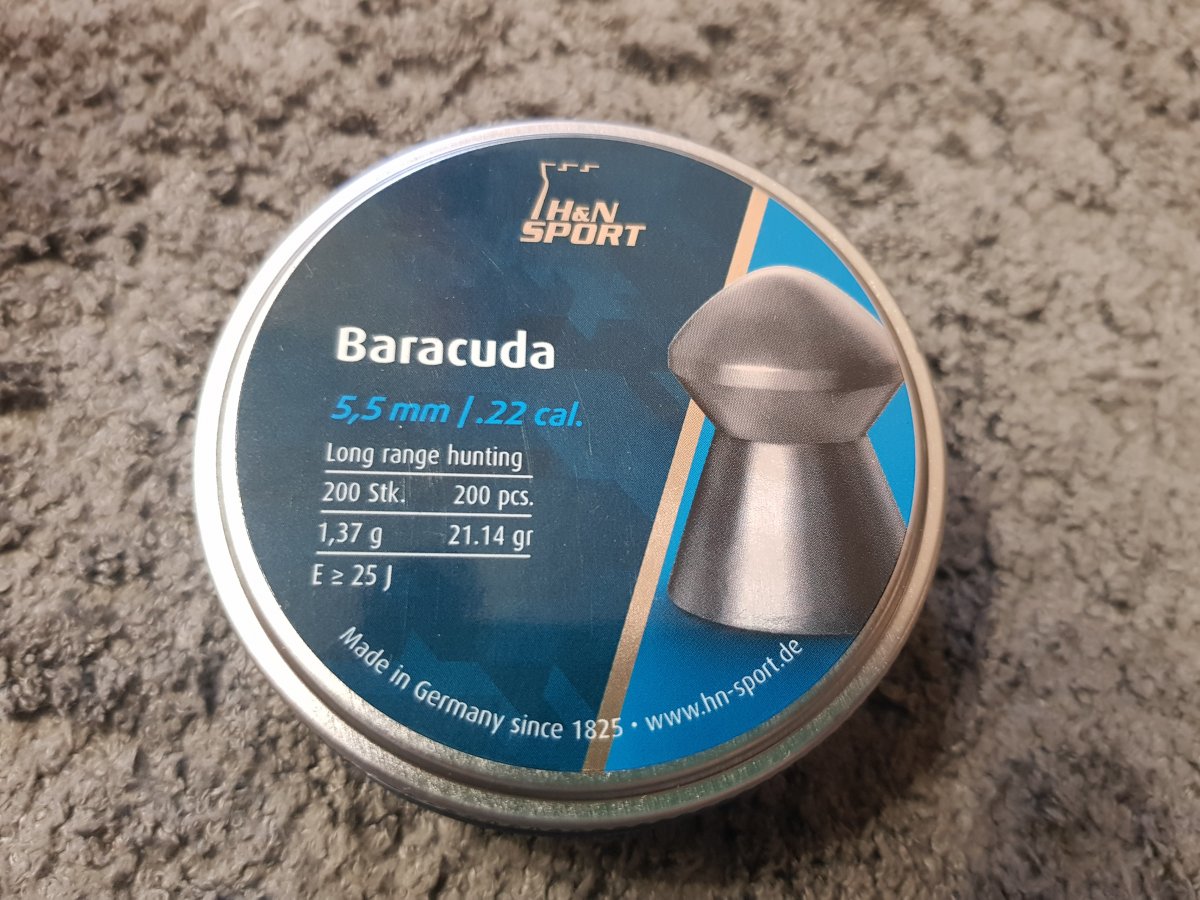 H&N
SPORT
Baracuda
5,5 mm | .22 cal.
Long range hunting
200 Stk. 200 pcs.
1,37 g 21.14 gr
E ≥ 25 J
Made in Germany since 1825 • www.hn-sport.de